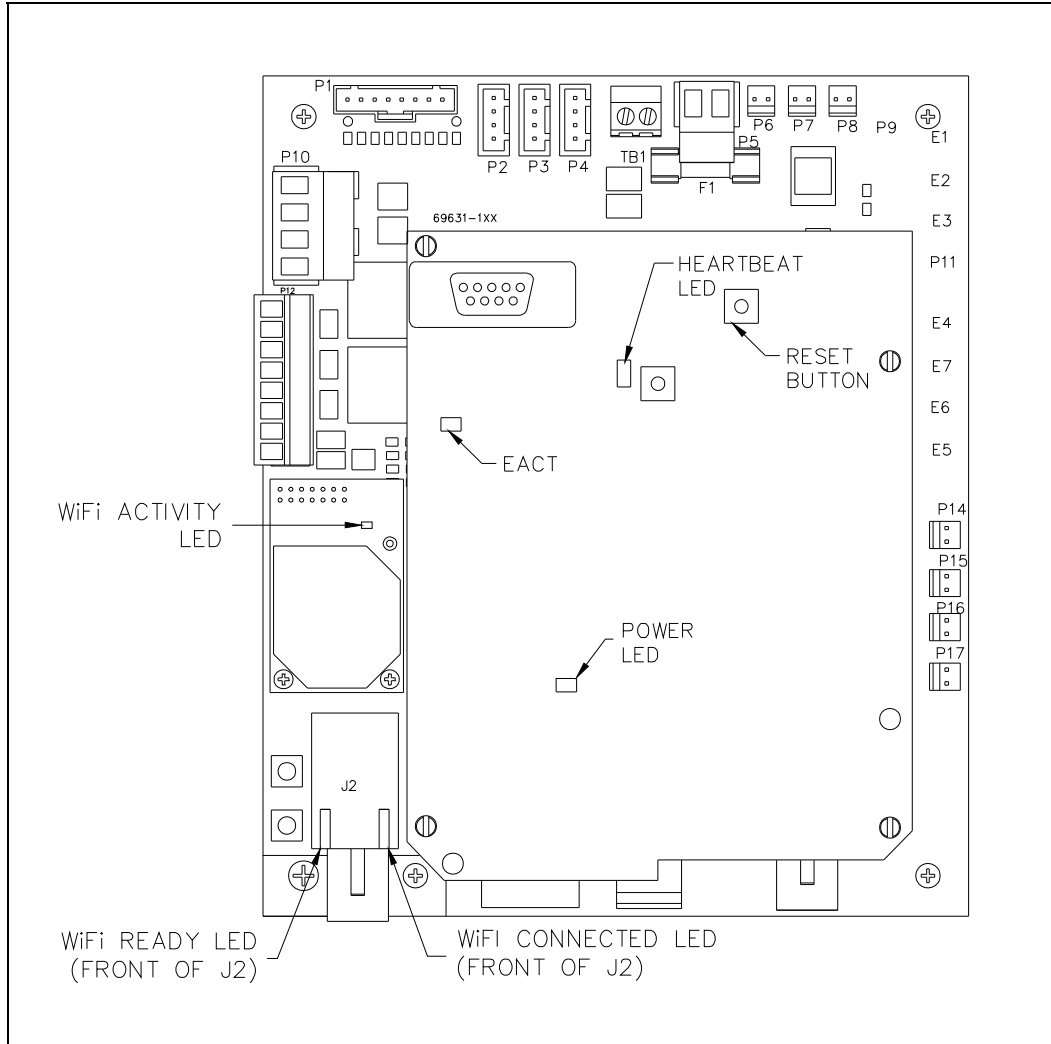 P1
P2
P3
P4
TB1
P5
F1
P6
P7
P8
P9
E1
P10
E2
69631-1XX
E3
P11
HEARTBEAT
LED
P12
E4
RESET
BUTTON
E7
E6
E5
EACT
WiFi ACTIVITY
LED
P14
P15
P16
P17
POWER
LED
J2
WiFi READY LED
(FRONT OF J2)
WiFI CONNECTED LED
(FRONT OF J2)